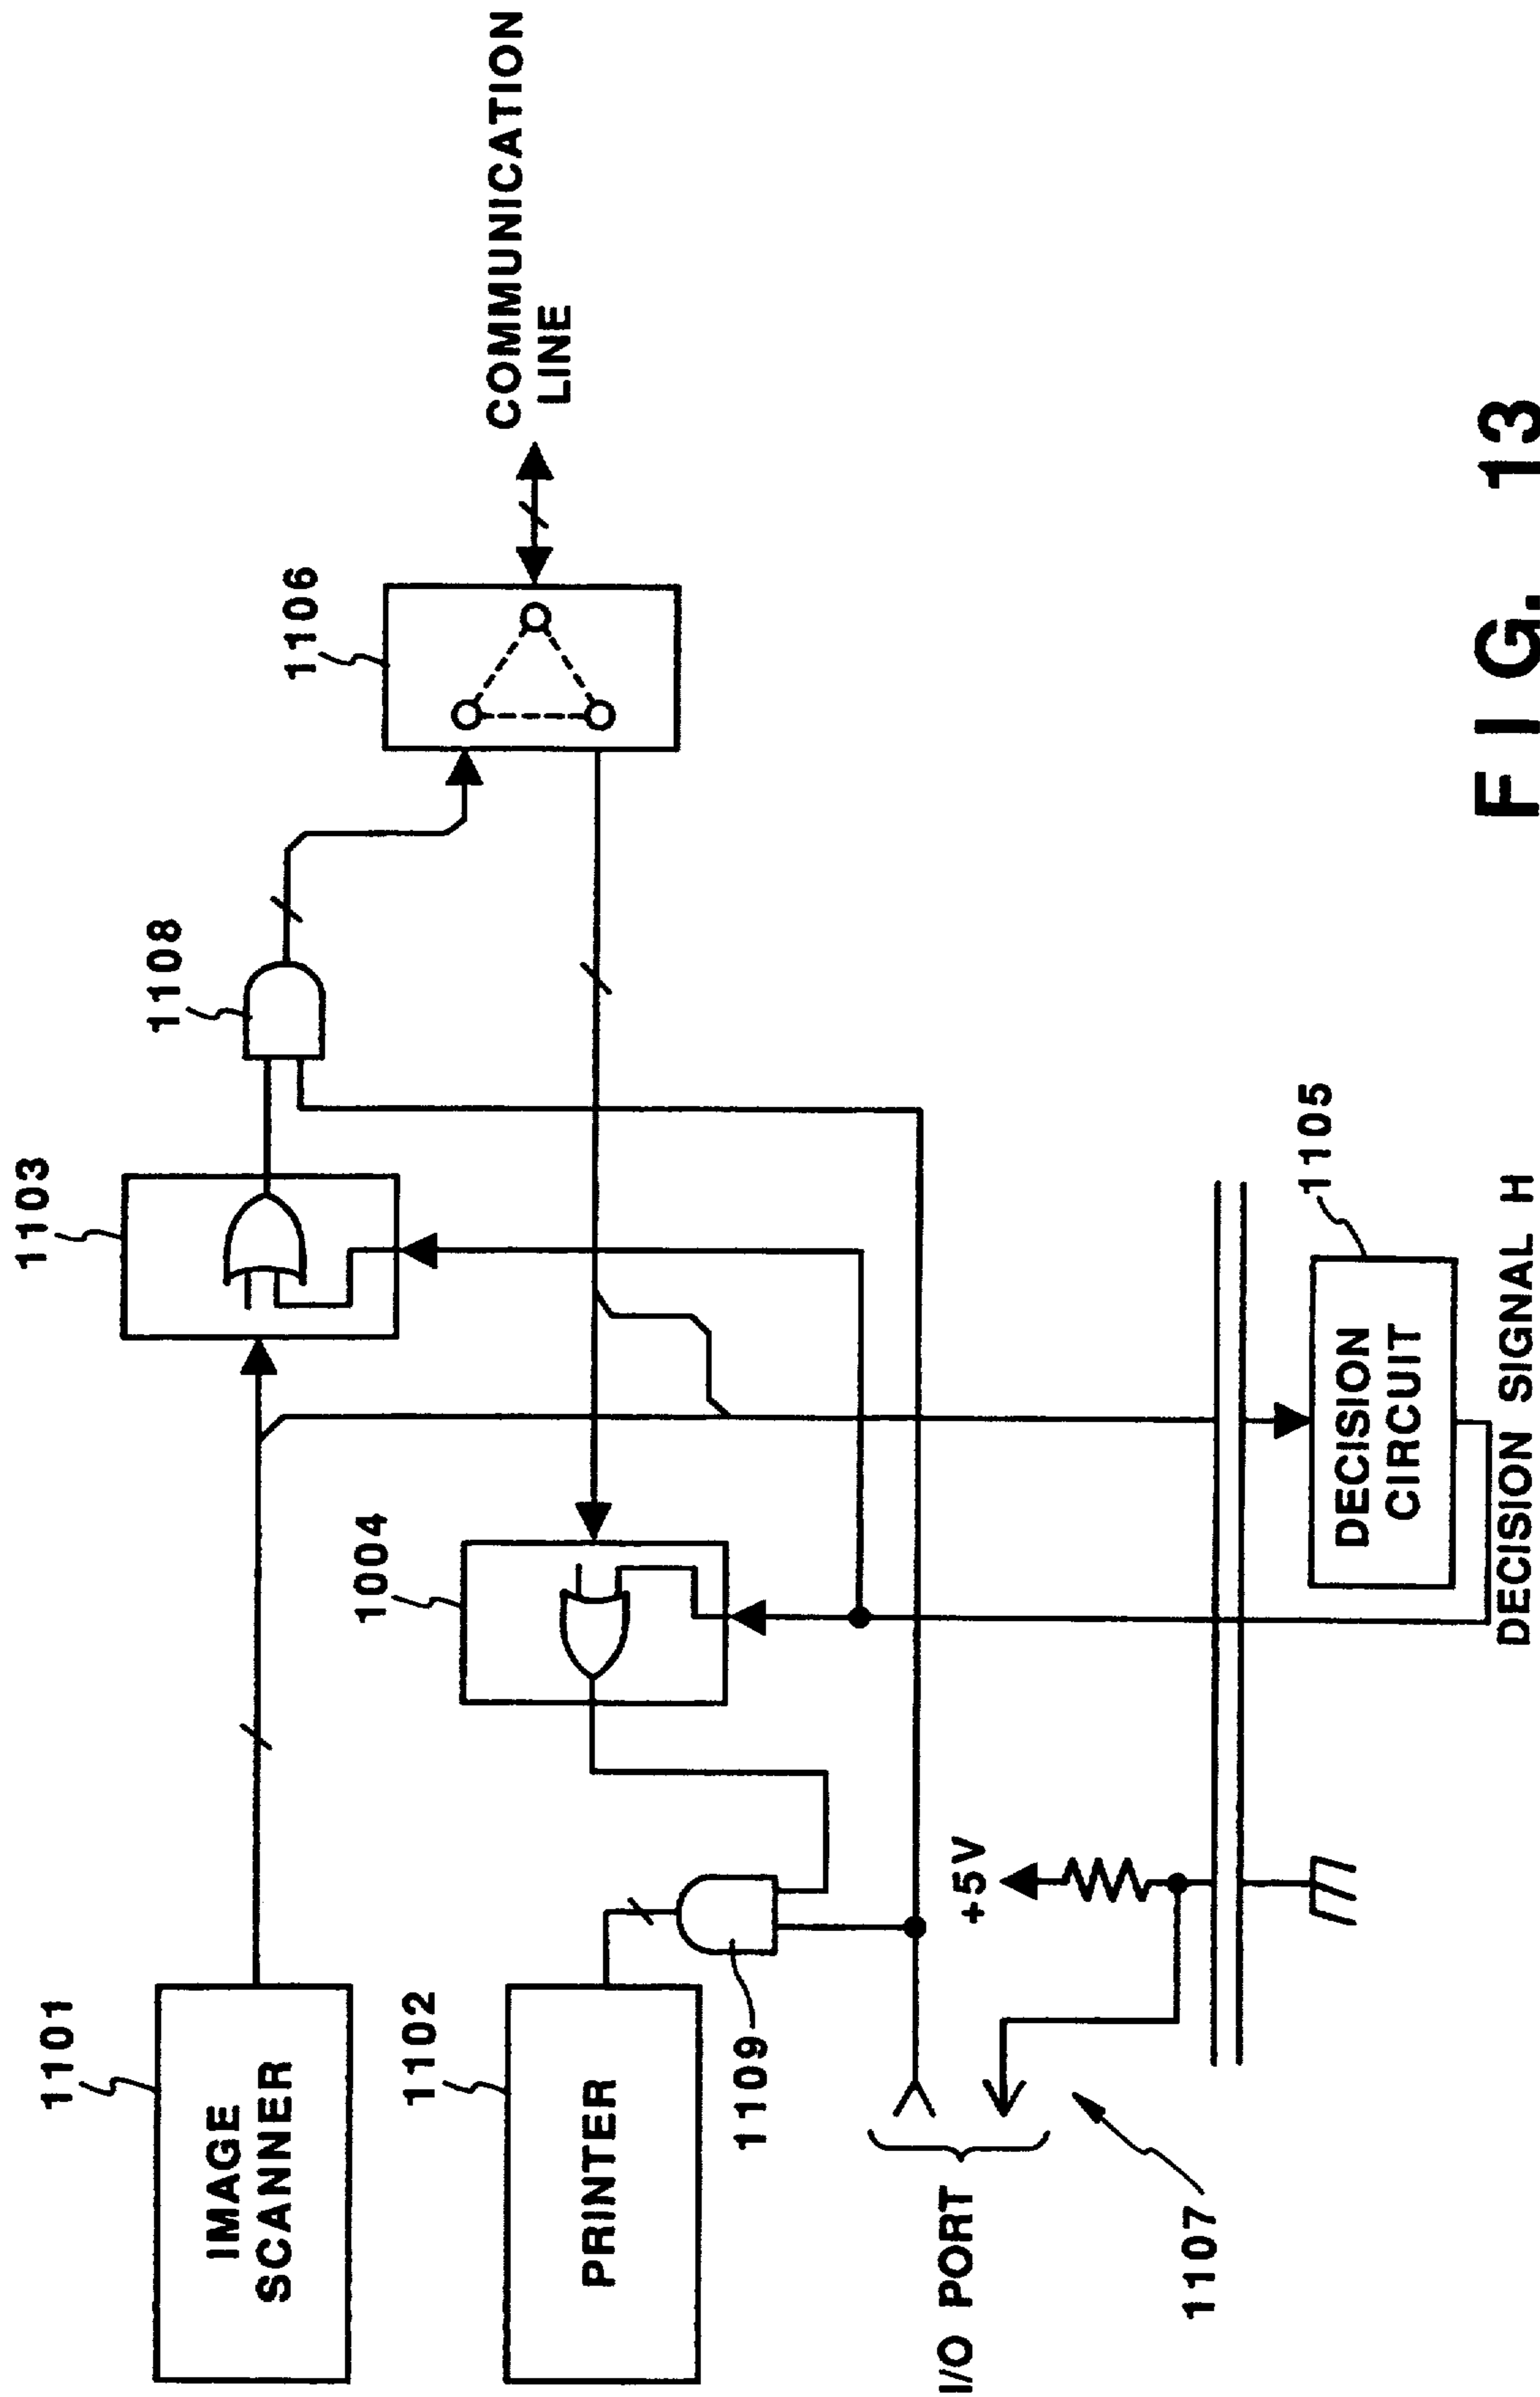 1101
IMAGE
SCANNER
1102
PRINTER
1109
I/O PORT
1107
+5V
1103
1004
1108
1106
COMMUNICATION
LINE
1105
DECISION
CIRCUIT
DECISION SIGNAL H
FIG. 13